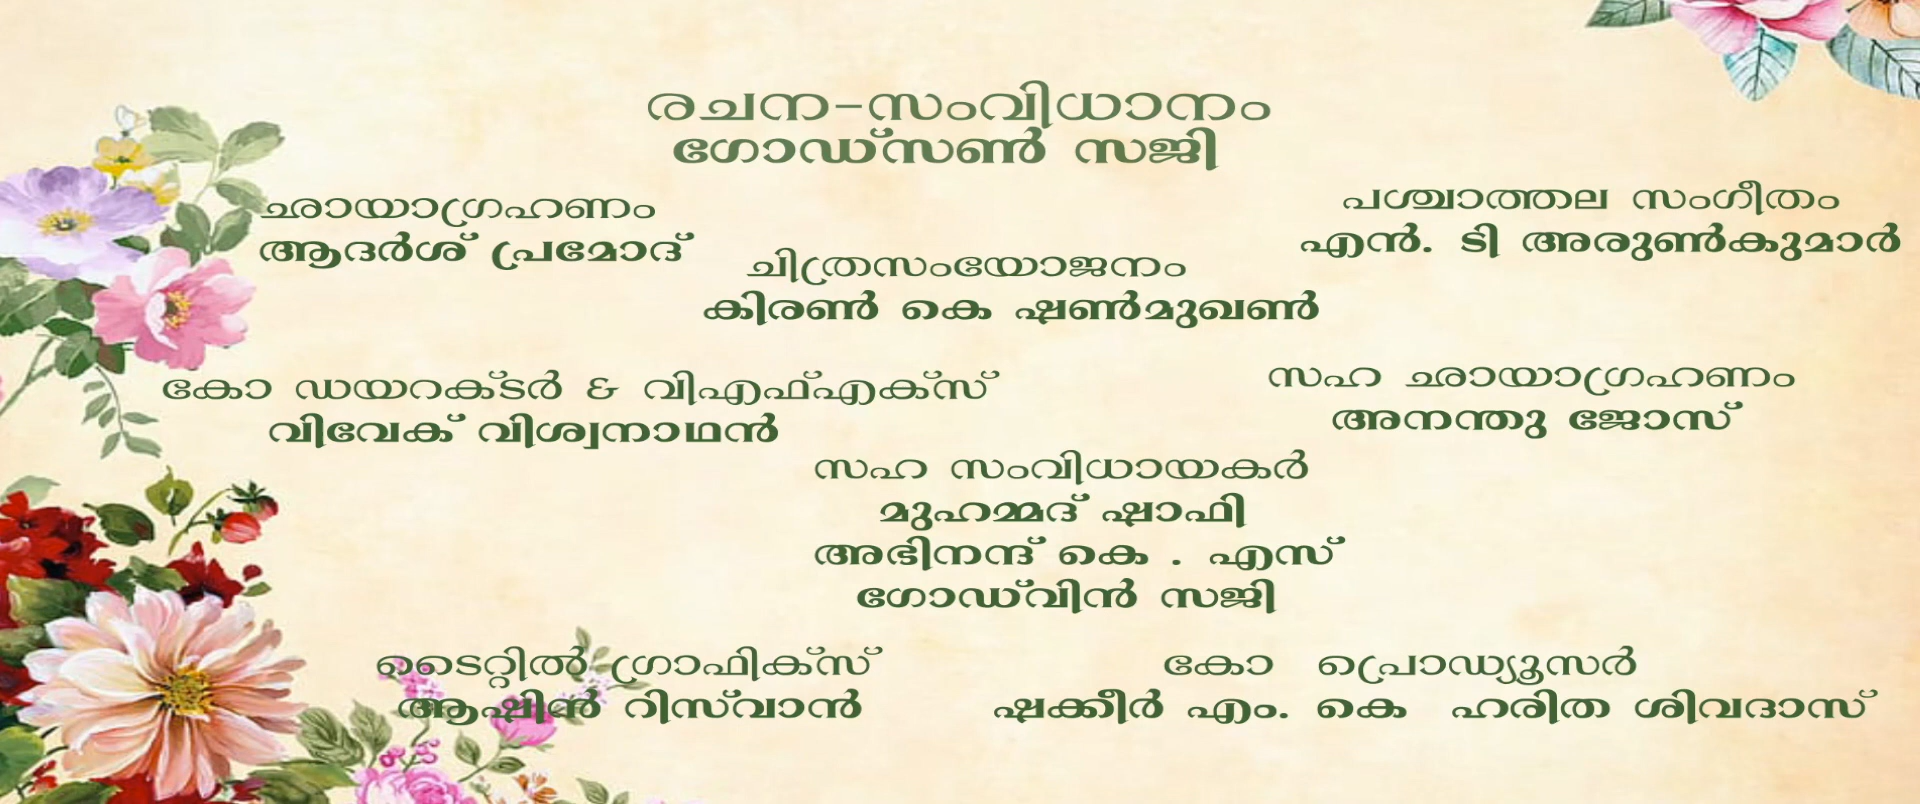 രചന-സംവിധാനം
ഗോഡ്സൺ സജി
ഛായാഗ്രഹണം
ആദർശ് പ്രമോദ്
പശ്ചാത്തല സംഗീതം
എൻ. ടി അരുൺകുമാർ
ചിത്രസംയോജനം
കിരൺ കെ ഷൺമുഖൺ
കോ ഡയറക്ടർ & വിഎഫ്എക്സ്
വിവേക് വിശ്വനാഥൻ
സഹ ഛായാഗ്രഹണം
അനന്തു ജോസ്
സഹ സംവിധായകർ
മുഹമ്മദ് ഷാഫി
അഭിനന്ദ് കെ . എസ്
ഗോഡ്‌വിൻ സജി
ടൈറ്റിൽ ഗ്രാഫിക്സ്
ആഷിൻ റിസ്‌വാൻ
കോ പ്രൊഡ്യൂസർ
ഷക്കീർ എം. കെ ഹരിത ശിവദാസ്